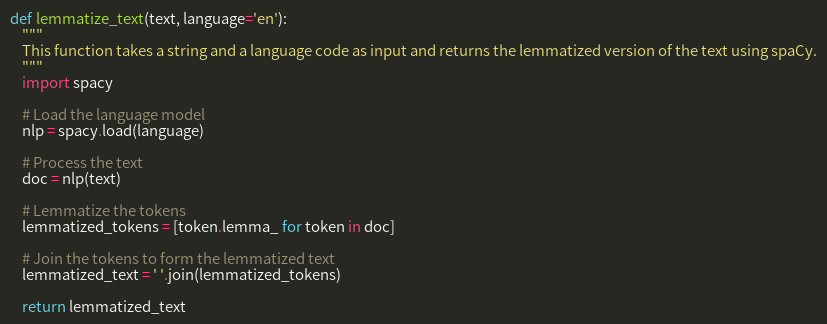 def lemmatize_text(text, language='en'):
"""
This function takes a string and a language code as input and returns the lemmatized version of the text using spaCy.
"""
import spacy
# Load the language model
nlp = spacy.load(language)
# Process the text
doc = nlp(text)
# Lemmatize the tokens
lemmatized_tokens = [token.lemma_ for token in doc]
# Join the tokens to form the lemmatized text
lemmatized_text = ' '.join(lemmatized_tokens)
return lemmatized_text